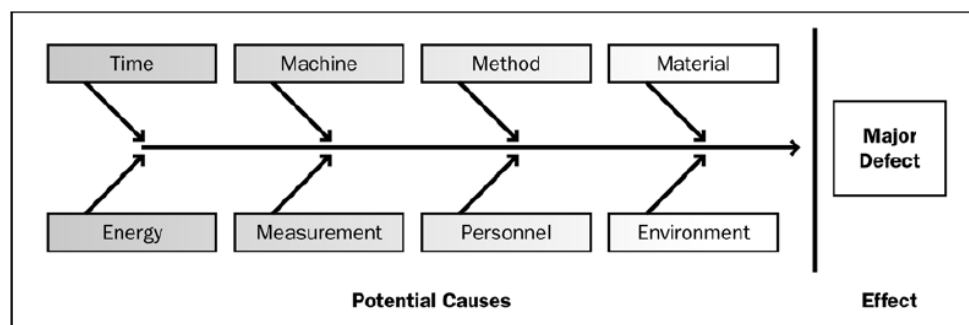 Time
Machine
Method
Material
Major
Defect
Energy
Measurement
Personnel
Environment
Potential Causes
Effect